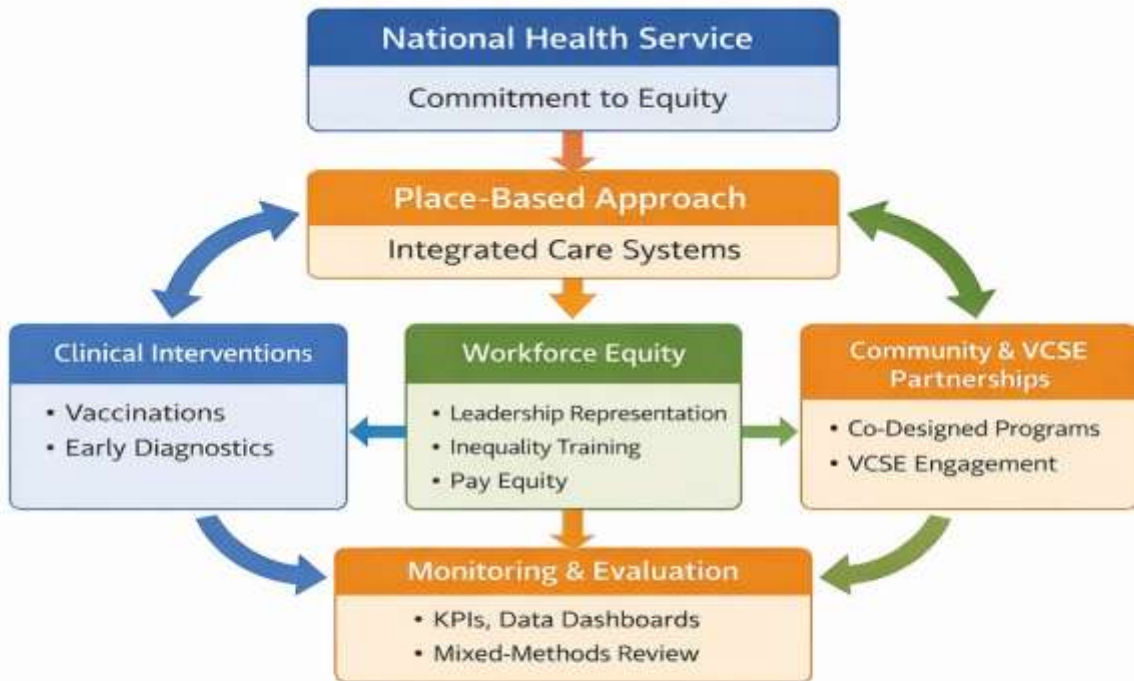 National Health Service
Commitment to Equity
Place-Based Approach
Integrated Care Systems
Clinical Interventions
• Vaccinations
• Early Diagnostics
Workforce Equity
• Leadership Representation
• Inequality Training
• Pay Equity
Community & VCSE
Partnerships
• Co-Designed Programs
• VCSE Engagement
Monitoring & Evaluation
• KPIs, Data Dashboards
• Mixed-Methods Review